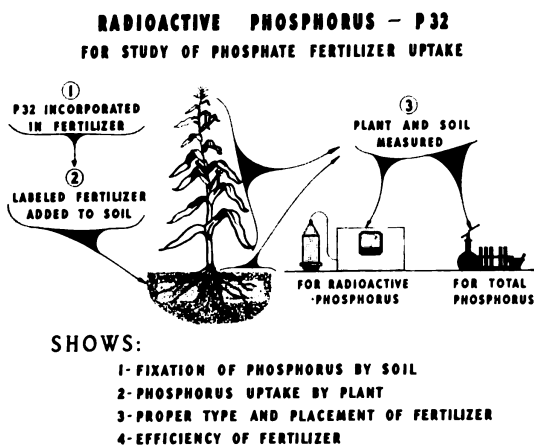 RADIOACTIVE PHOSPHORUS - P32
FOR STUDY OF PHOSPHATE FERTILIZER UPTAKE
1
P32 INCORPORATED
IN FERTILIZER
2
LABELED FERTILIZER
ADDED TO SOIL
3
PLANT AND SOIL
MEASURED
FOR RADIOACTIVE
PHOSPHORUS
FOR TOTAL
PHOSPHORUS
SHOWS:
1-FIXATION OF PHOSPHORUS BY SOIL
2-PHOSPHORUS UPTAKE BY PLANT
3-PROPER TYPE AND PLACEMENT OF FERTILIZER
4-EFFICIENCY OF FERTILIZER